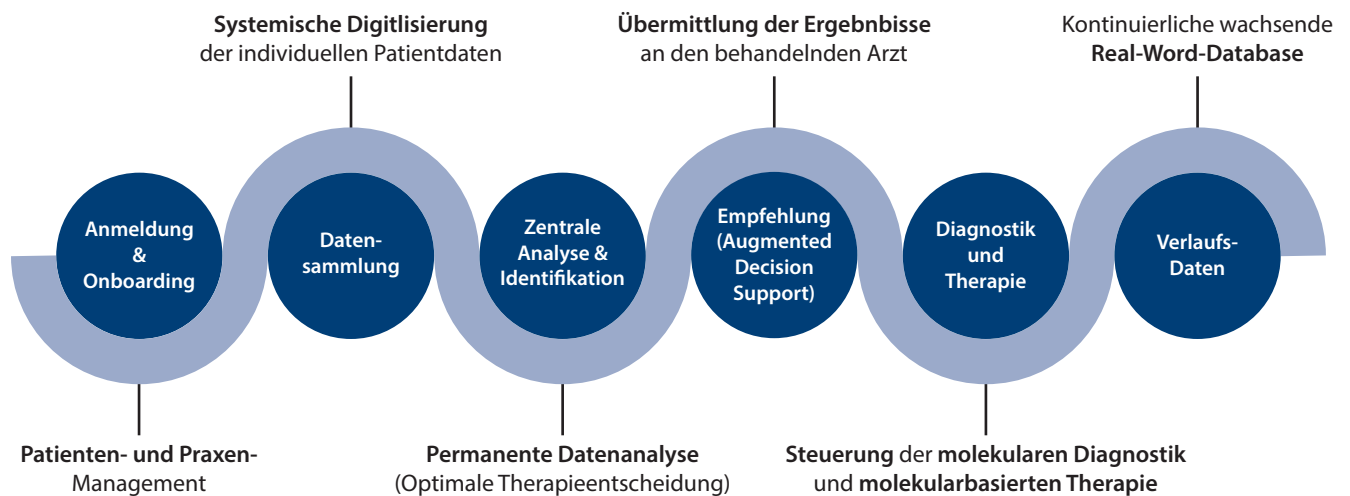 Systemische Digitlisierung
der individuellen Patientdaten
Übermittlung der Ergebnbisse
an den behandelnden Arzt
Kontinuierliche wachsende
Real-Word-Database
Anmeldung
&
Onboarding
Daten-
sammlung
Zentrale
Analyse &
Identifikation
Empfehlung
(Augmented
Decision
Support)
Diagnostik
und
Therapie
Verlaufs-
Daten
Patienten- und Praxen-
Management
Permanente Datenanalyse
(Optimale Therapieentscheidung)
Steuerung der molekularen Diagnostik
und molekularbasierten Therapie